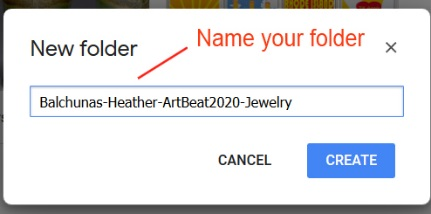 Name your folder
New folder
Balchunas-Heather-ArtBeat2020-Jewelry
CANCEL CREATE